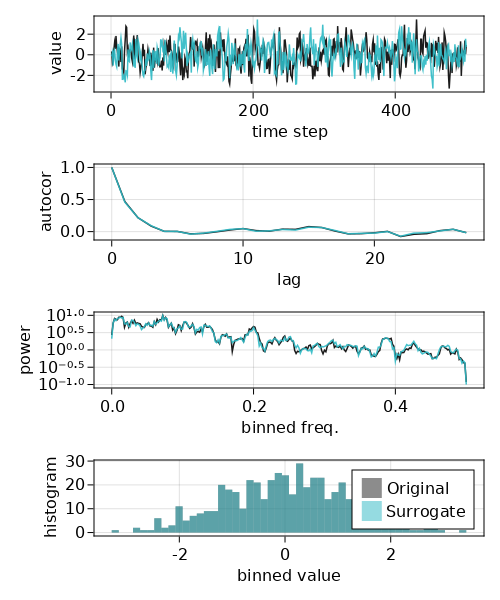 value
2
0
-2
0 200 400
time step
autocor
1.0
0.5
0.0
0 10 20
lag
power
10^1.0
10^0.5
10^0.0
10^-0.5
10^-1.0
0.0 0.2 0.4
binned freq.
histogram
30
20
10
0
Original
Surrogate
-2 0 2
binned value